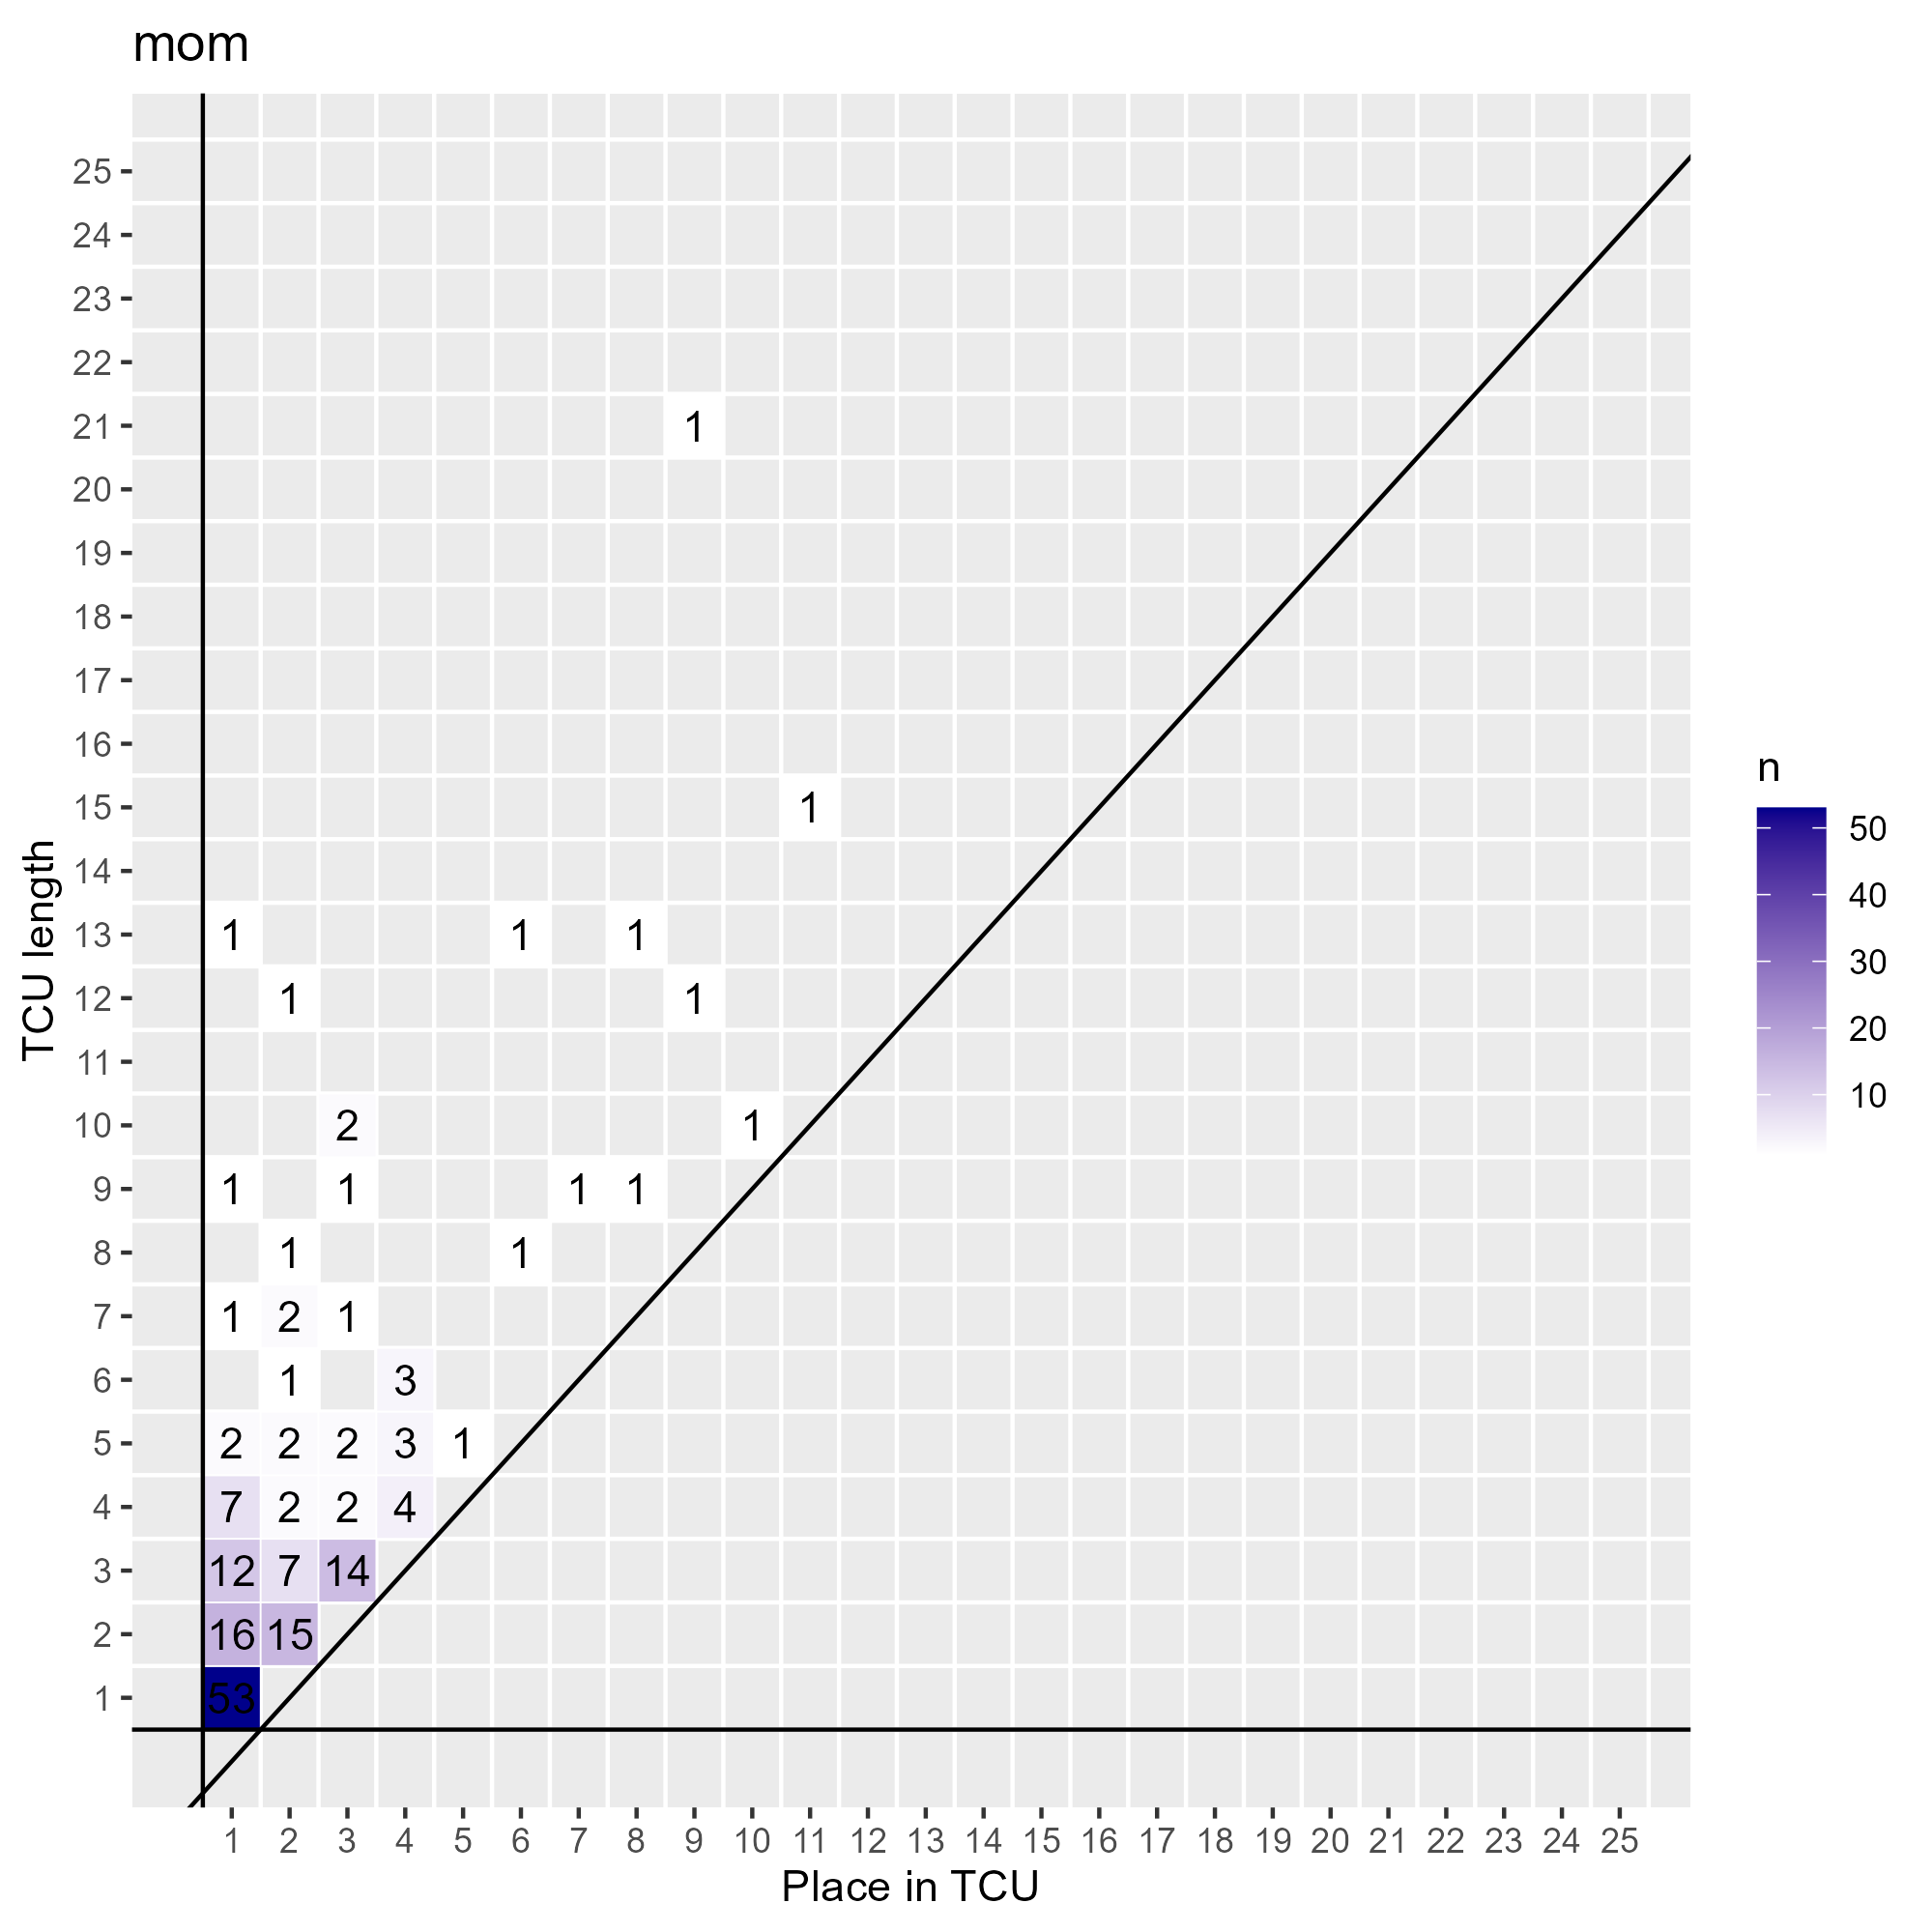 mom
25
24
23
22
21 1
20
19
18
17
16
15 1
14
13 1 1 1
12 1 1
11
10 2 1
9 1 1 1 1
8 1 1
7 1 2 1
6 1 3
5 2 2 2 3 1
4 7 2 2 4
3 12 7 14
2 16 15
1 53
1 2 3 4 5 6 7 8 9 10 11 12 13 14 15 16 17 18 19 20 21 22 23 24 25
Place in TCU
TCU length
n
50
40
30
20
10